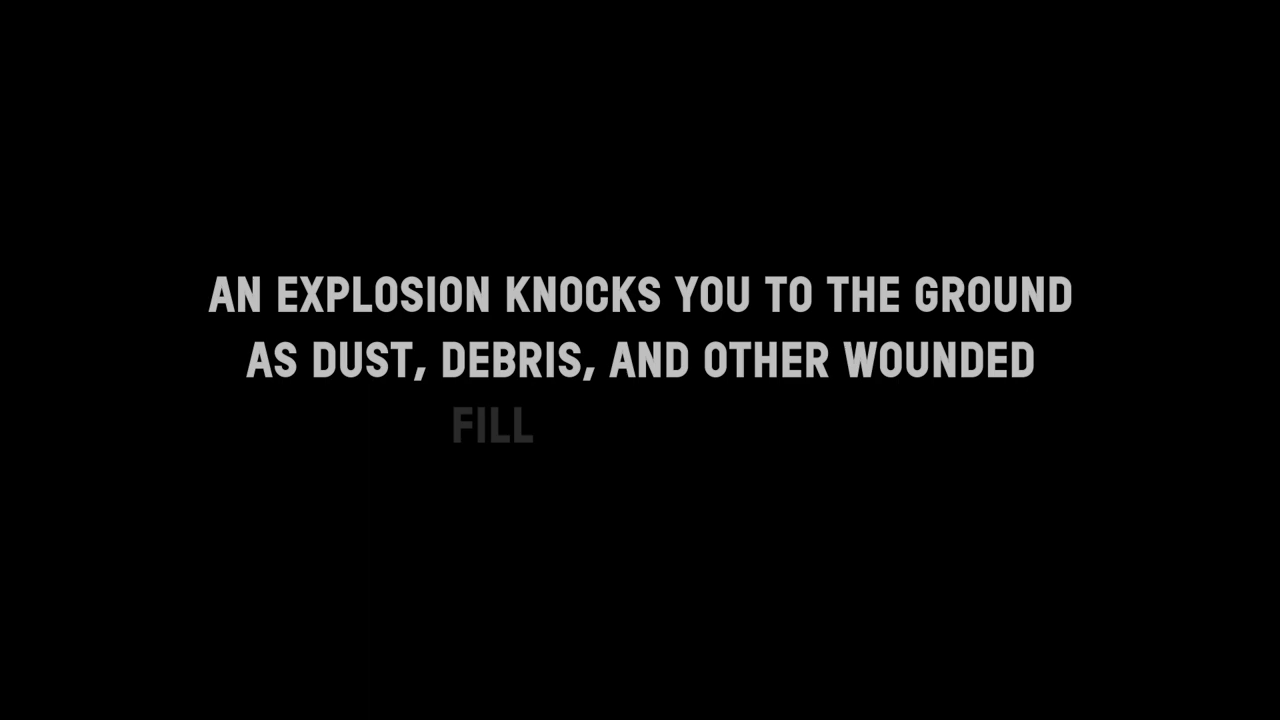 AN EXPLOSION KNOCKS YOU TO THE GROUND
AS DUST, DEBRIS, AND OTHER WOUNDED
FILL